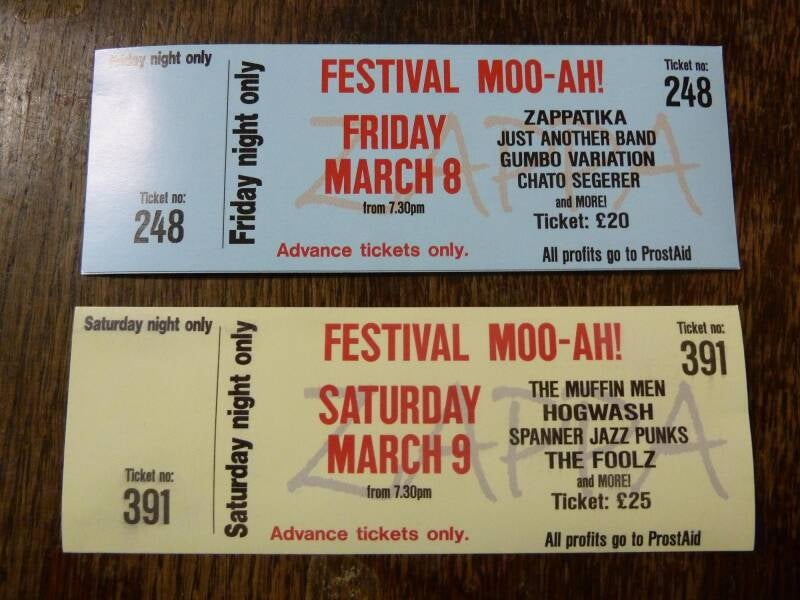 Friday night only
Ticket no:
248
Friday night only
FESTIVAL MOO-AH!
FRIDAY
MARCH 8
from 7.30pm
ZAPPA
ZAPPATIKA
JUST ANOTHER BAND
GUMBO VARIATION
CHATO SEGERER
and MORE!
Ticket: £20
Ticket no:
248
Advance tickets only.
All profits go to ProstAid
Saturday night only
Ticket no:
391
Saturday night only
FESTIVAL MOO-AH!
SATURDAY
MARCH 9
from 7.30pm
ZAPPA
THE MUFFIN MEN
HOGWASH
SPANNER JAZZ PUNKS
THE FOOLZ
and MORE!
Ticket: £25
Ticket no:
391
Advance tickets only.
All profits go to ProstAid